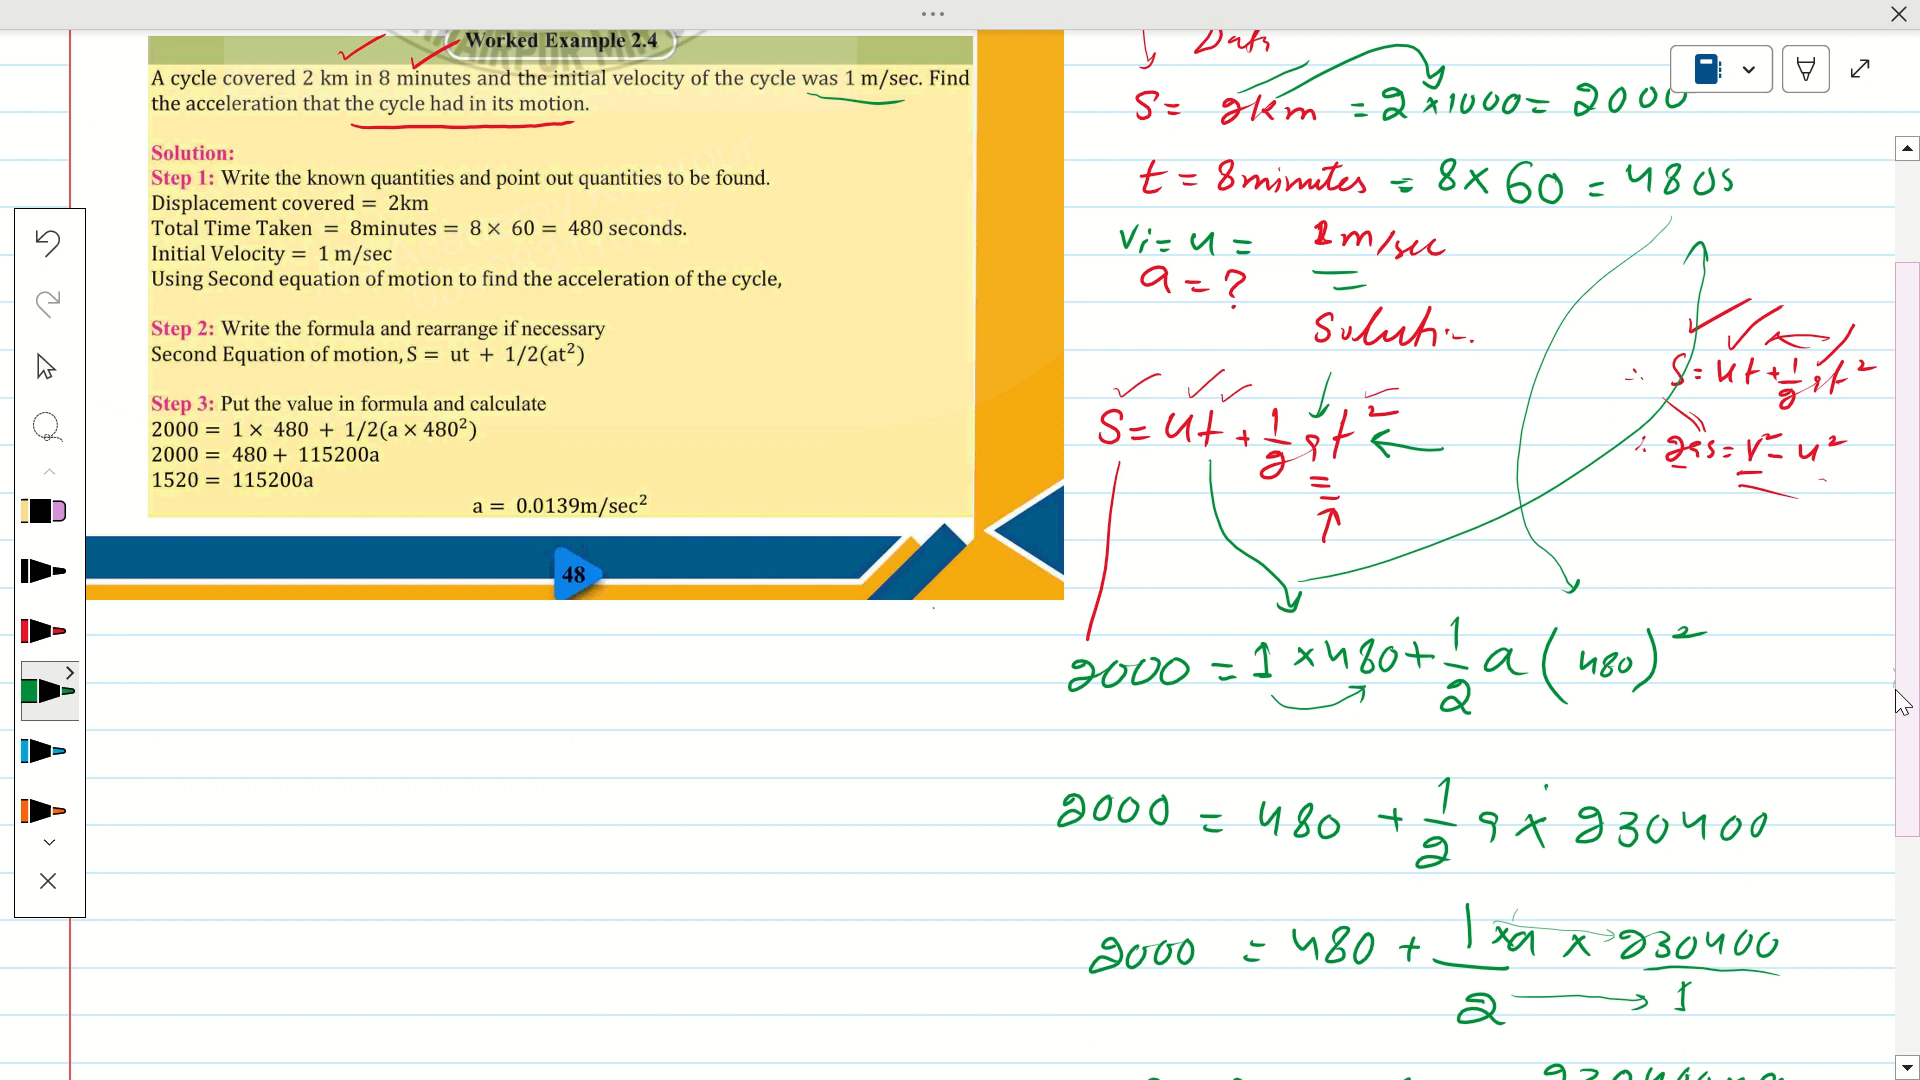 Worked Example 2.4
A cycle covered 2 km in 8 minutes and the initial velocity of the cycle was 1 m/sec. Find
the acceleration that the cycle had in its motion.
Solution:
Step 1: Write the known quantities and point out quantities to be found.
Displacement covered = 2km
Total Time Taken = 8minutes = 8 × 60 = 480 seconds.
Initial Velocity = 1 m/sec
Using Second equation of motion to find the acceleration of the cycle,
Step 2: Write the formula and rearrange if necessary
Second Equation of motion, S = ut + 1/2(at²)
Step 3: Put the value in formula and calculate
2000 = 1 × 480 + 1/2(a × 480²)
2000 = 480 + 115200a
1520 = 115200a
a = 0.0139m/sec²
48
Data
S = 2km = 2 × 1000 = 2000
t = 8minutes = 8 × 60 = 480s
Vi = u = 1m/sec
a = ?
Soluti
∴ S = ut + 1/2 at²
S = ut + 1/2 at²
∴ 2as = v² - u²
2000 = 1 × 480 + 1/2 a (480)²
2000 = 480 + 1/2 a × 230400
2000 = 480 + 1 × a × 230400
2 1